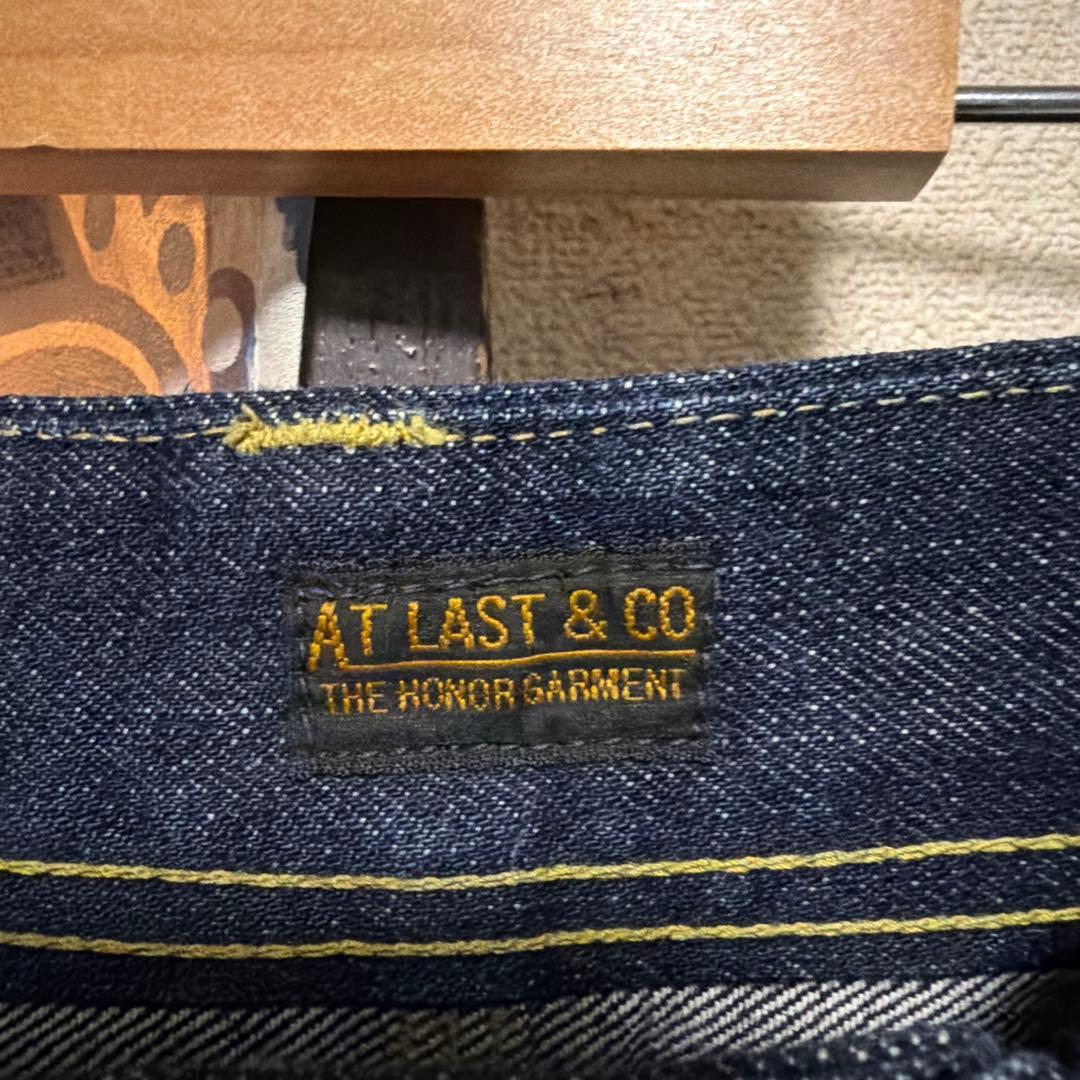 AT LAST & CO
THE HONOR GARMENT